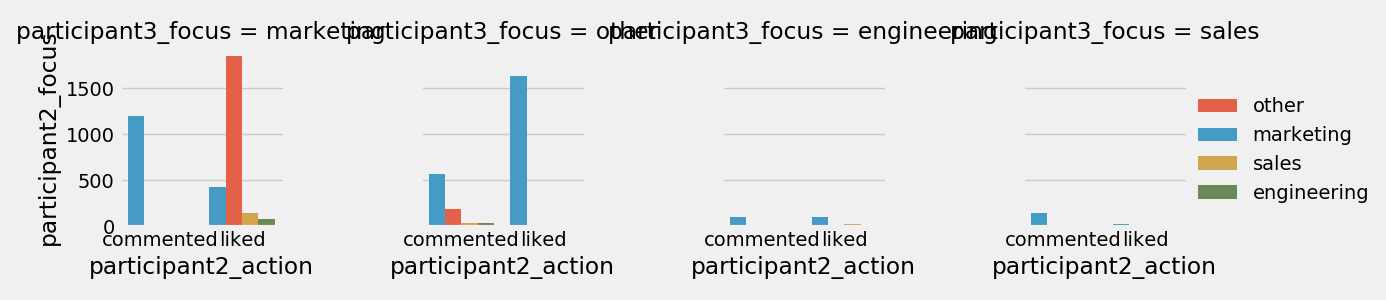 participant3_focus = marketing
participant3_focus = other
participant3_focus = engineering
participant3_focus = sales
participant2_focus
1500
1000
500
0
commented liked
commented liked
commented liked
commented liked
participant2_action
participant2_action
participant2_action
participant2_action
other
marketing
sales
engineering